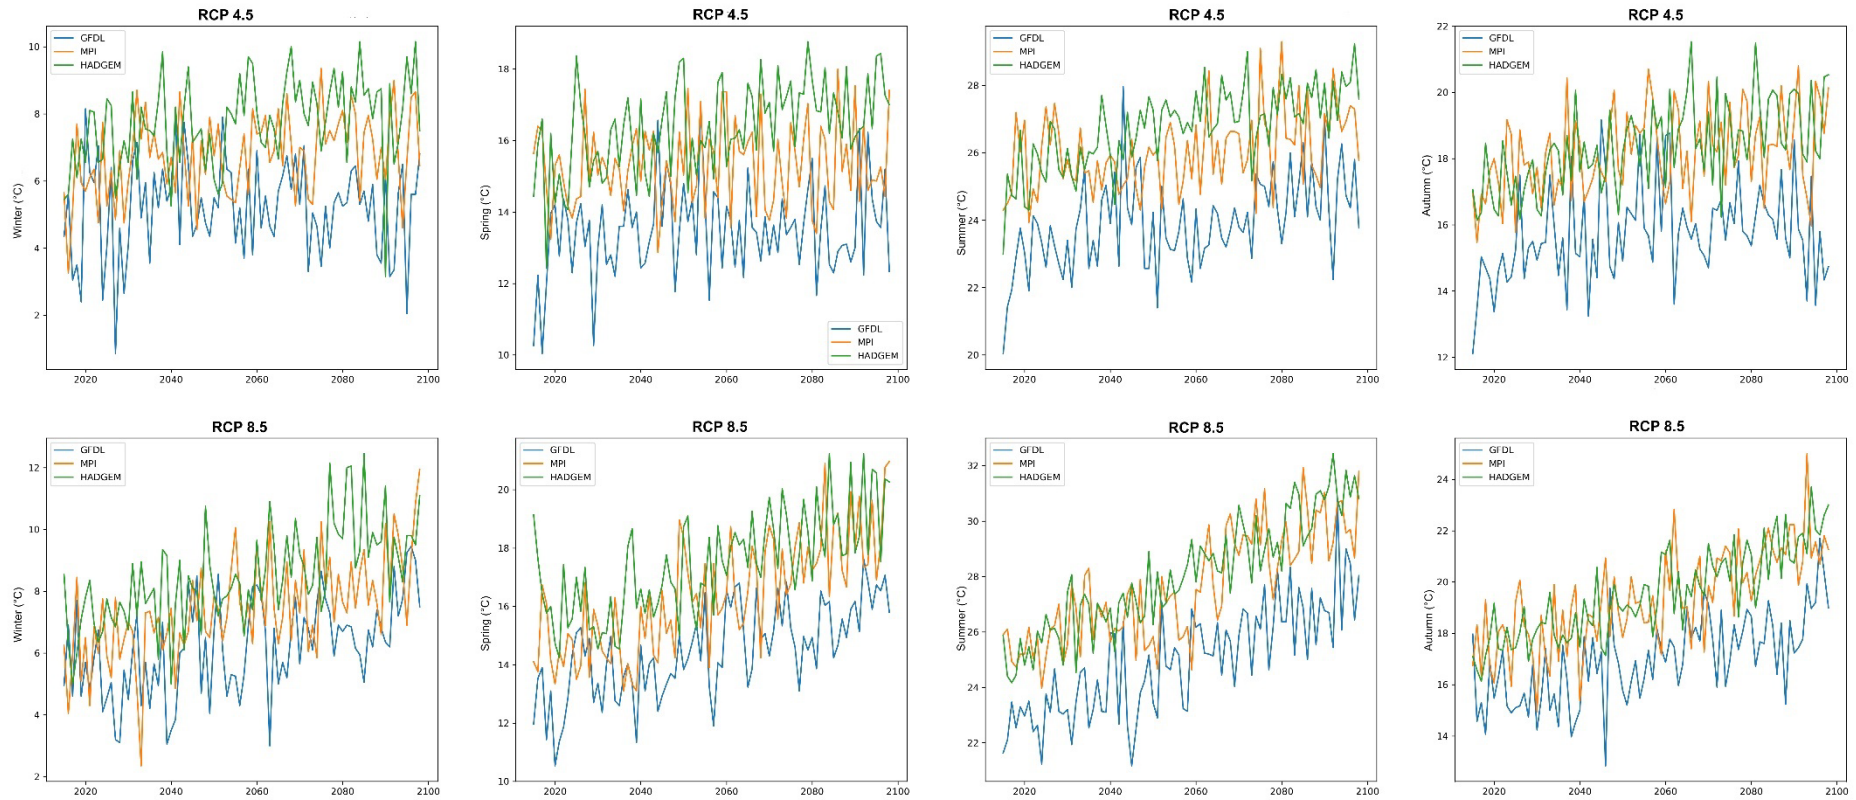 RCP 4.5
GFDL
MPI
HADGEM
Winter (°C)
10
8
6
4
2
2020 2040 2060 2080 2100
RCP 4.5
Spring (°C)
18
16
14
12
10
GFDL
MPI
HADGEM
2020 2040 2060 2080 2100
RCP 4.5
GFDL
MPI
HADGEM
Summer (°C)
28
26
24
22
20
2020 2040 2060 2080 2100
RCP 4.5
GFDL
MPI
HADGEM
Autumn (°C)
22
20
18
16
14
12
2020 2040 2060 2080 2100
RCP 8.5
GFDL
MPI
HADGEM
Winter (°C)
12
10
8
6
4
2
2020 2040 2060 2080 2100
RCP 8.5
GFDL
MPI
HADGEM
Spring (°C)
20
18
16
14
12
10
2020 2040 2060 2080 2100
RCP 8.5
GFDL
MPI
HADGEM
Summer (°C)
32
30
28
26
24
22
2020 2040 2060 2080 2100
RCP 8.5
GFDL
MPI
HADGEM
Autumn (°C)
24
22
20
18
16
14
2020 2040 2060 2080 2100